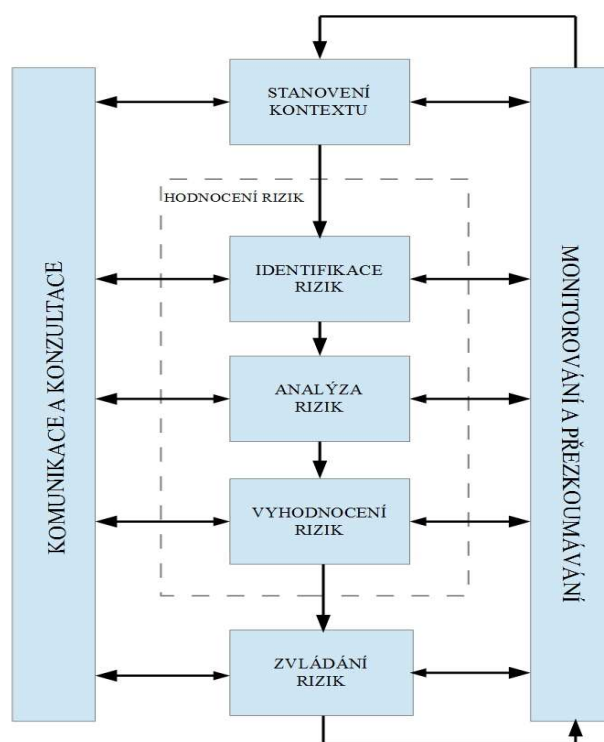 STANOVENÍ
KONTEXTU
HODNOCENÍ RIZIK
IDENTIFIKACE
RIZIK
ANALÝZA
RIZIK
VYHODNOCENÍ
RIZIK
ZVLÁDÁNÍ
RIZIK
KOMUNIKACE A KONZULTACE
MONITOROVÁNÍ A PŘEZKOUMÁVÁNÍ